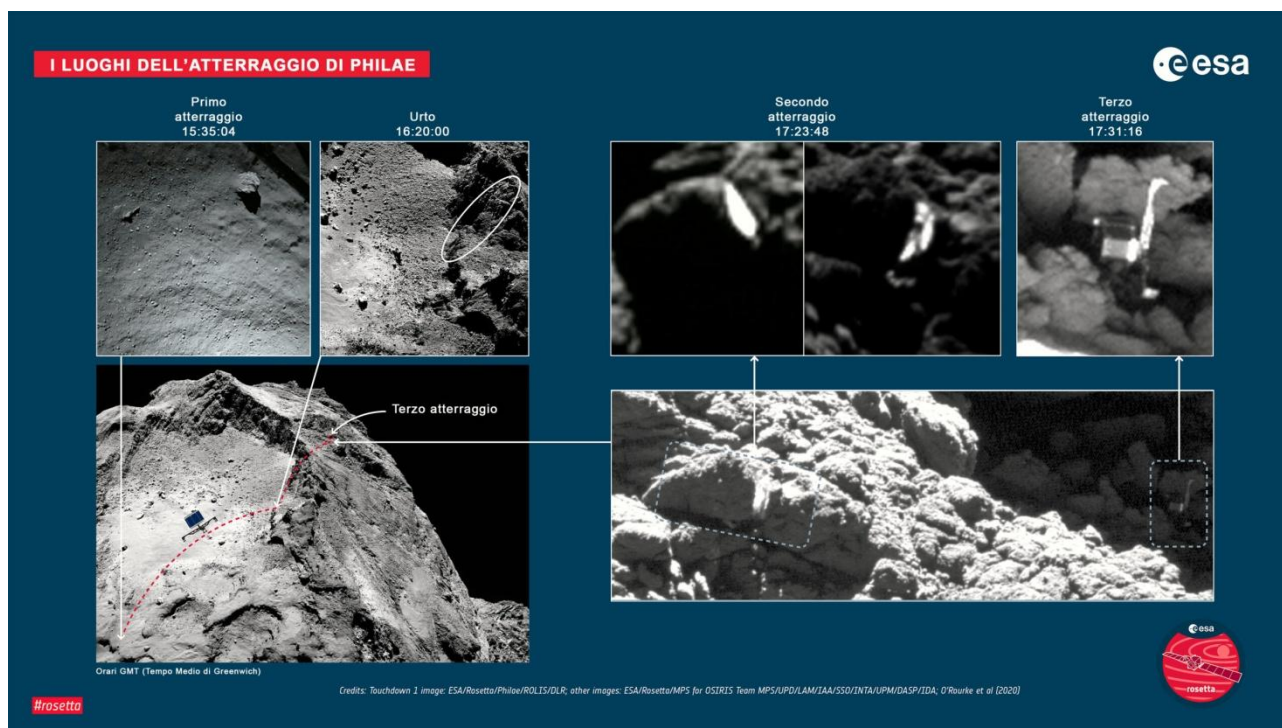 I LUOGHI DELL'ATTERRAGGIO DI PHILAE
esa
Primo
atterraggio
15:35:04
Urto
16:20:00
Secondo
atterraggio
17:23:48
Terzo
atterraggio
17:31:16
Terzo atterraggio
Orari GMT (Tempo Medio di Greenwich)
Credits: Touchdown 1 image: ESA/Rosetta/Philae/ROLIS/DLR; other images: ESA/Rosetta/MPS for OSIRIS Team MPS/UPD/LAM/IAA/SSO/INTA/UPM/DASP/IDA; O'Rourke et al (2020)
esa
rosetta
#rosetta